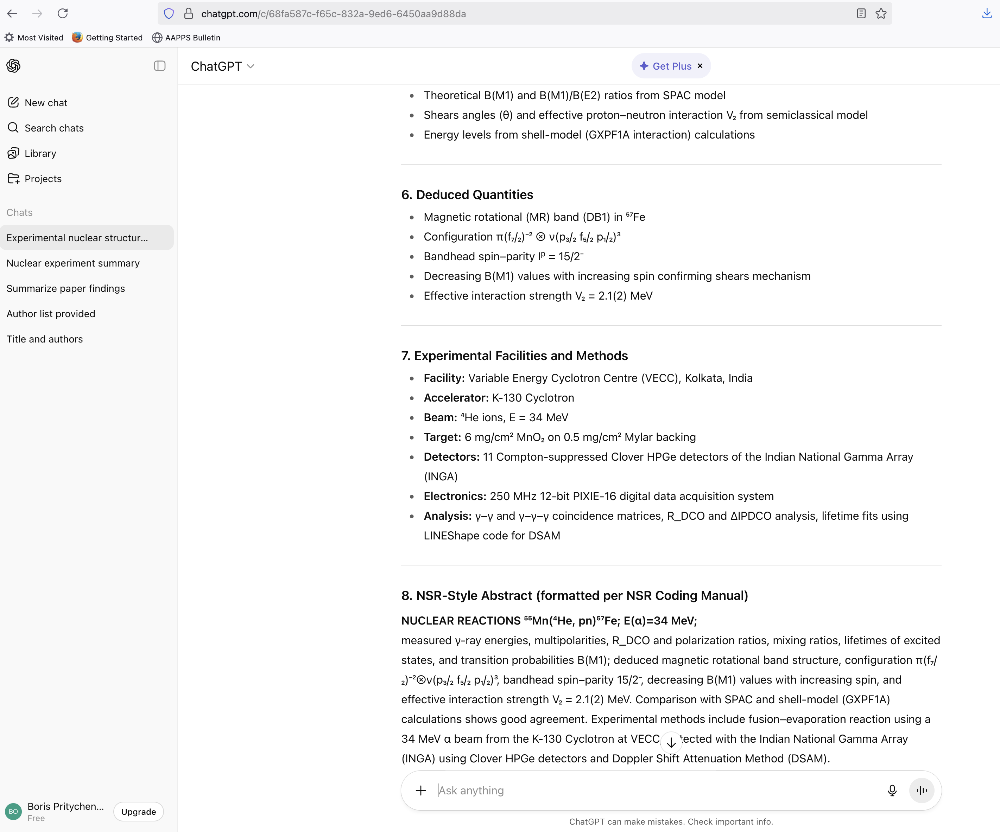 chatgpt.com/c/68fa587c-f65c-832a-9ed6-6450aa9d88da
Most Visited Getting Started AAPPS Bulletin
ChatGPT
Get Plus ×
New chat
Search chats
Library
Projects
Chats
Experimental nuclear structur...
Nuclear experiment summary
Summarize paper findings
Author list provided
Title and authors
Boris Pritychen...
BO
Free
Upgrade
• Theoretical B(M1) and B(M1)/B(E2) ratios from SPAC model
• Shears angles (θ) and effective proton–neutron interaction V₂ from semiclassical model
• Energy levels from shell-model (GXPF1A interaction) calculations
6. Deduced Quantities
• Magnetic rotational (MR) band (DB1) in ⁵⁷Fe
• Configuration π(f₇/₂)⁻² ⊗ ν(p₃/₂ f₅/₂ p₁/₂)³
• Bandhead spin–parity Iᵖ = 15/2⁻
• Decreasing B(M1) values with increasing spin confirming shears mechanism
• Effective interaction strength V₂ = 2.1(2) MeV
7. Experimental Facilities and Methods
• Facility: Variable Energy Cyclotron Centre (VECC), Kolkata, India
• Accelerator: K-130 Cyclotron
• Beam: ⁴He ions, E = 34 MeV
• Target: 6 mg/cm² MnO₂ on 0.5 mg/cm² Mylar backing
• Detectors: 11 Compton-suppressed Clover HPGe detectors of the Indian National Gamma Array
(INGA)
• Electronics: 250 MHz 12-bit PIXIE-16 digital data acquisition system
• Analysis: γ–γ and γ–γ–γ coincidence matrices, R_DCO and ΔIPDCO analysis, lifetime fits using
LINEShape code for DSAM
8. NSR-Style Abstract (formatted per NSR Coding Manual)
NUCLEAR REACTIONS ⁵⁵Mn(⁴He, pn)⁵⁷Fe; E(α)=34 MeV;
measured γ-ray energies, multipolarities, R_DCO and polarization ratios, mixing ratios, lifetimes of excited
states, and transition probabilities B(M1); deduced magnetic rotational band structure, configuration π(f₇/
₂)⁻²⊗ν(p₃/₂ f₅/₂ p₁/₂)³, bandhead spin–parity 15/2⁻, decreasing B(M1) values with increasing spin, and
effective interaction strength V₂ = 2.1(2) MeV. Comparison with SPAC and shell-model (GXPF1A)
calculations shows good agreement. Experimental methods include fusion–evaporation reaction using a
34 MeV α beam from the K-130 Cyclotron at VECC, tected with the Indian National Gamma Array
(INGA) using Clover HPGe detectors and Doppler Shift Attenuation Method (DSAM).
Ask anything
ChatGPT can make mistakes. Check important info.